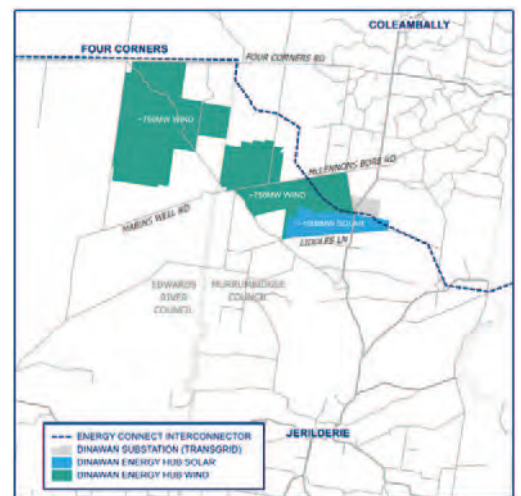 COLEAMBALLY
FOUR CORNERS
FOUR CORNERS RD
~750MW WIND
McLENNONS BORE RD
~750MW WIND
MABINS WELL RD
SOLAR
LIDDLES LN
EDWARDS
RIVER
COUNCIL
MURRUMBIDGEE
COUNCIL
JERILDERIE
ENERGY CONNECT INTERCONNECTOR
DINAWAN SUBSTATION (TRANSGRID)
DINAWAN ENERGY HUB SOLAR
DINAWAN ENERGY HUB WIND